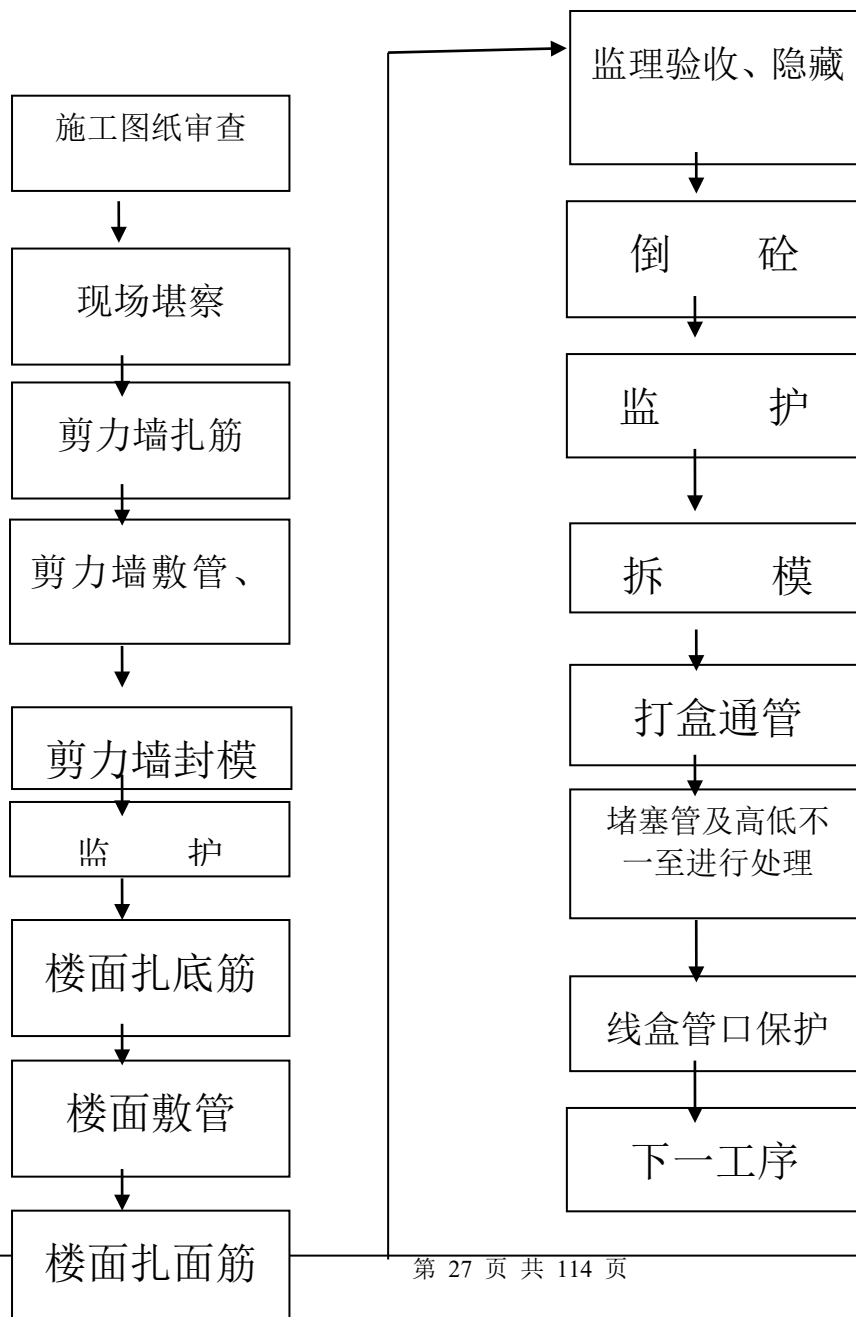 施工图纸审查
现场堪察
剪力墙扎筋
剪力墙敷管、
剪力墙封模
监 护
楼面扎底筋
楼面敷管
楼面扎面筋
监理验收、隐藏
倒 砼
监 护
拆 模
打盒通管
堵塞管及高低不
一至进行处理
线盒管口保护
下一工序
第 27 页 共 114 页